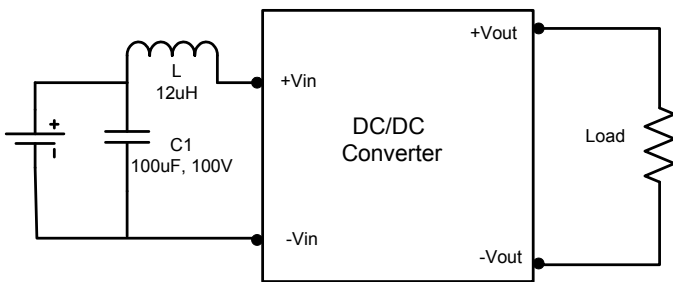 +Vout
L
12uH
+Vin
+
DC/DC
Converter
C1
100uF, 100V
Load
-Vin
-Vout